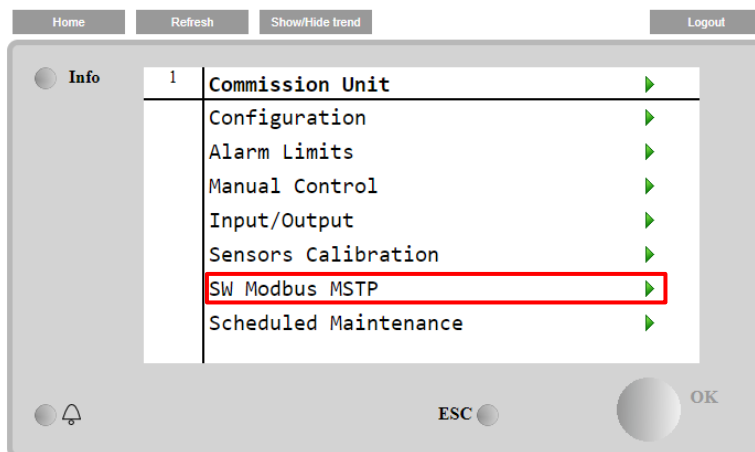 Home Refresh Show/Hide trend Logout
Info
1 Commission Unit
Configuration
Alarm Limits
Manual Control
Input/Output
Sensors Calibration
SW Modbus MSTP
Scheduled Maintenance
ESC OK